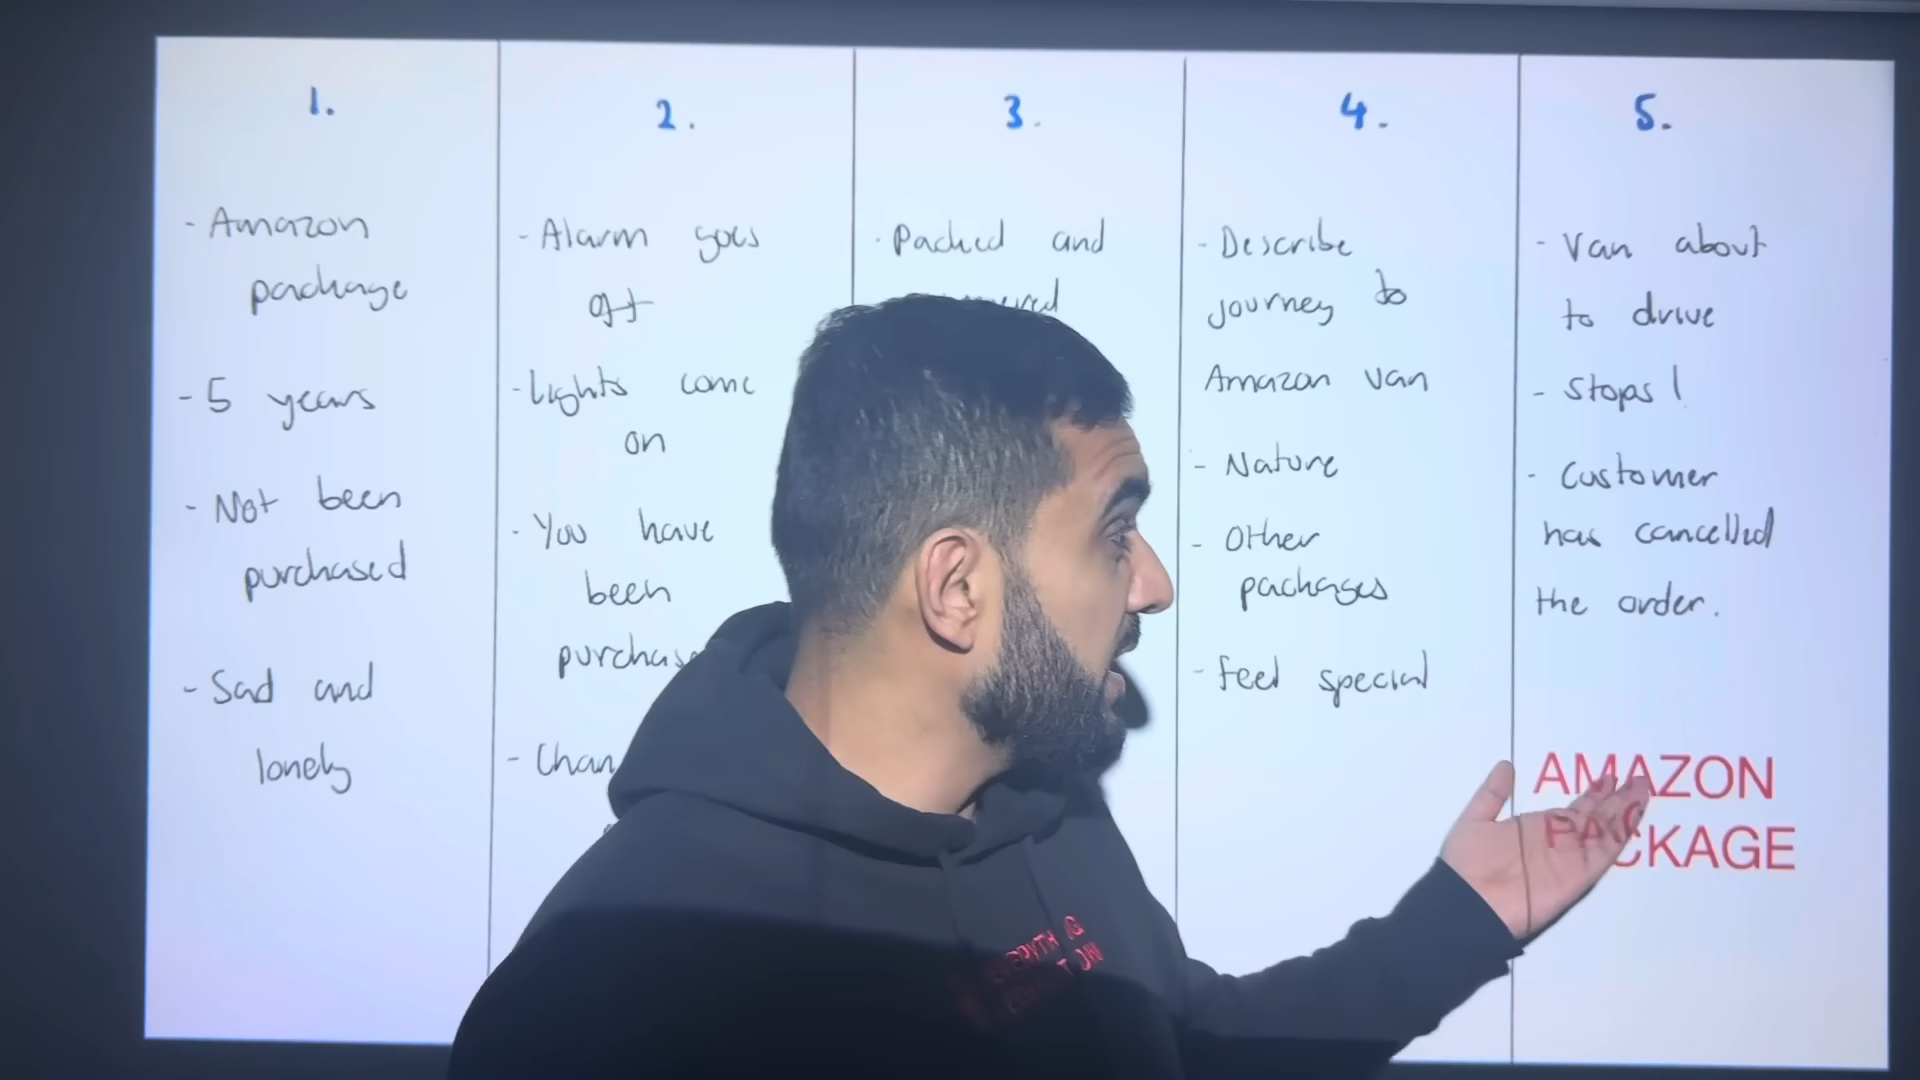 1.
- Amazon
package
- 5 years
- Not been
purchased
- Sad and
lonely
2.
- Alarm goes
off
- Lights come
on
- You have
been
3.
- Packed and
4.
- Describe
journey to
Amazon van
- Nature
- Other
packages
- Feel special
5.
- Van about
to drive
- Stops!
- Customer
has cancelled
the order.
AMAZON
PACKAGE